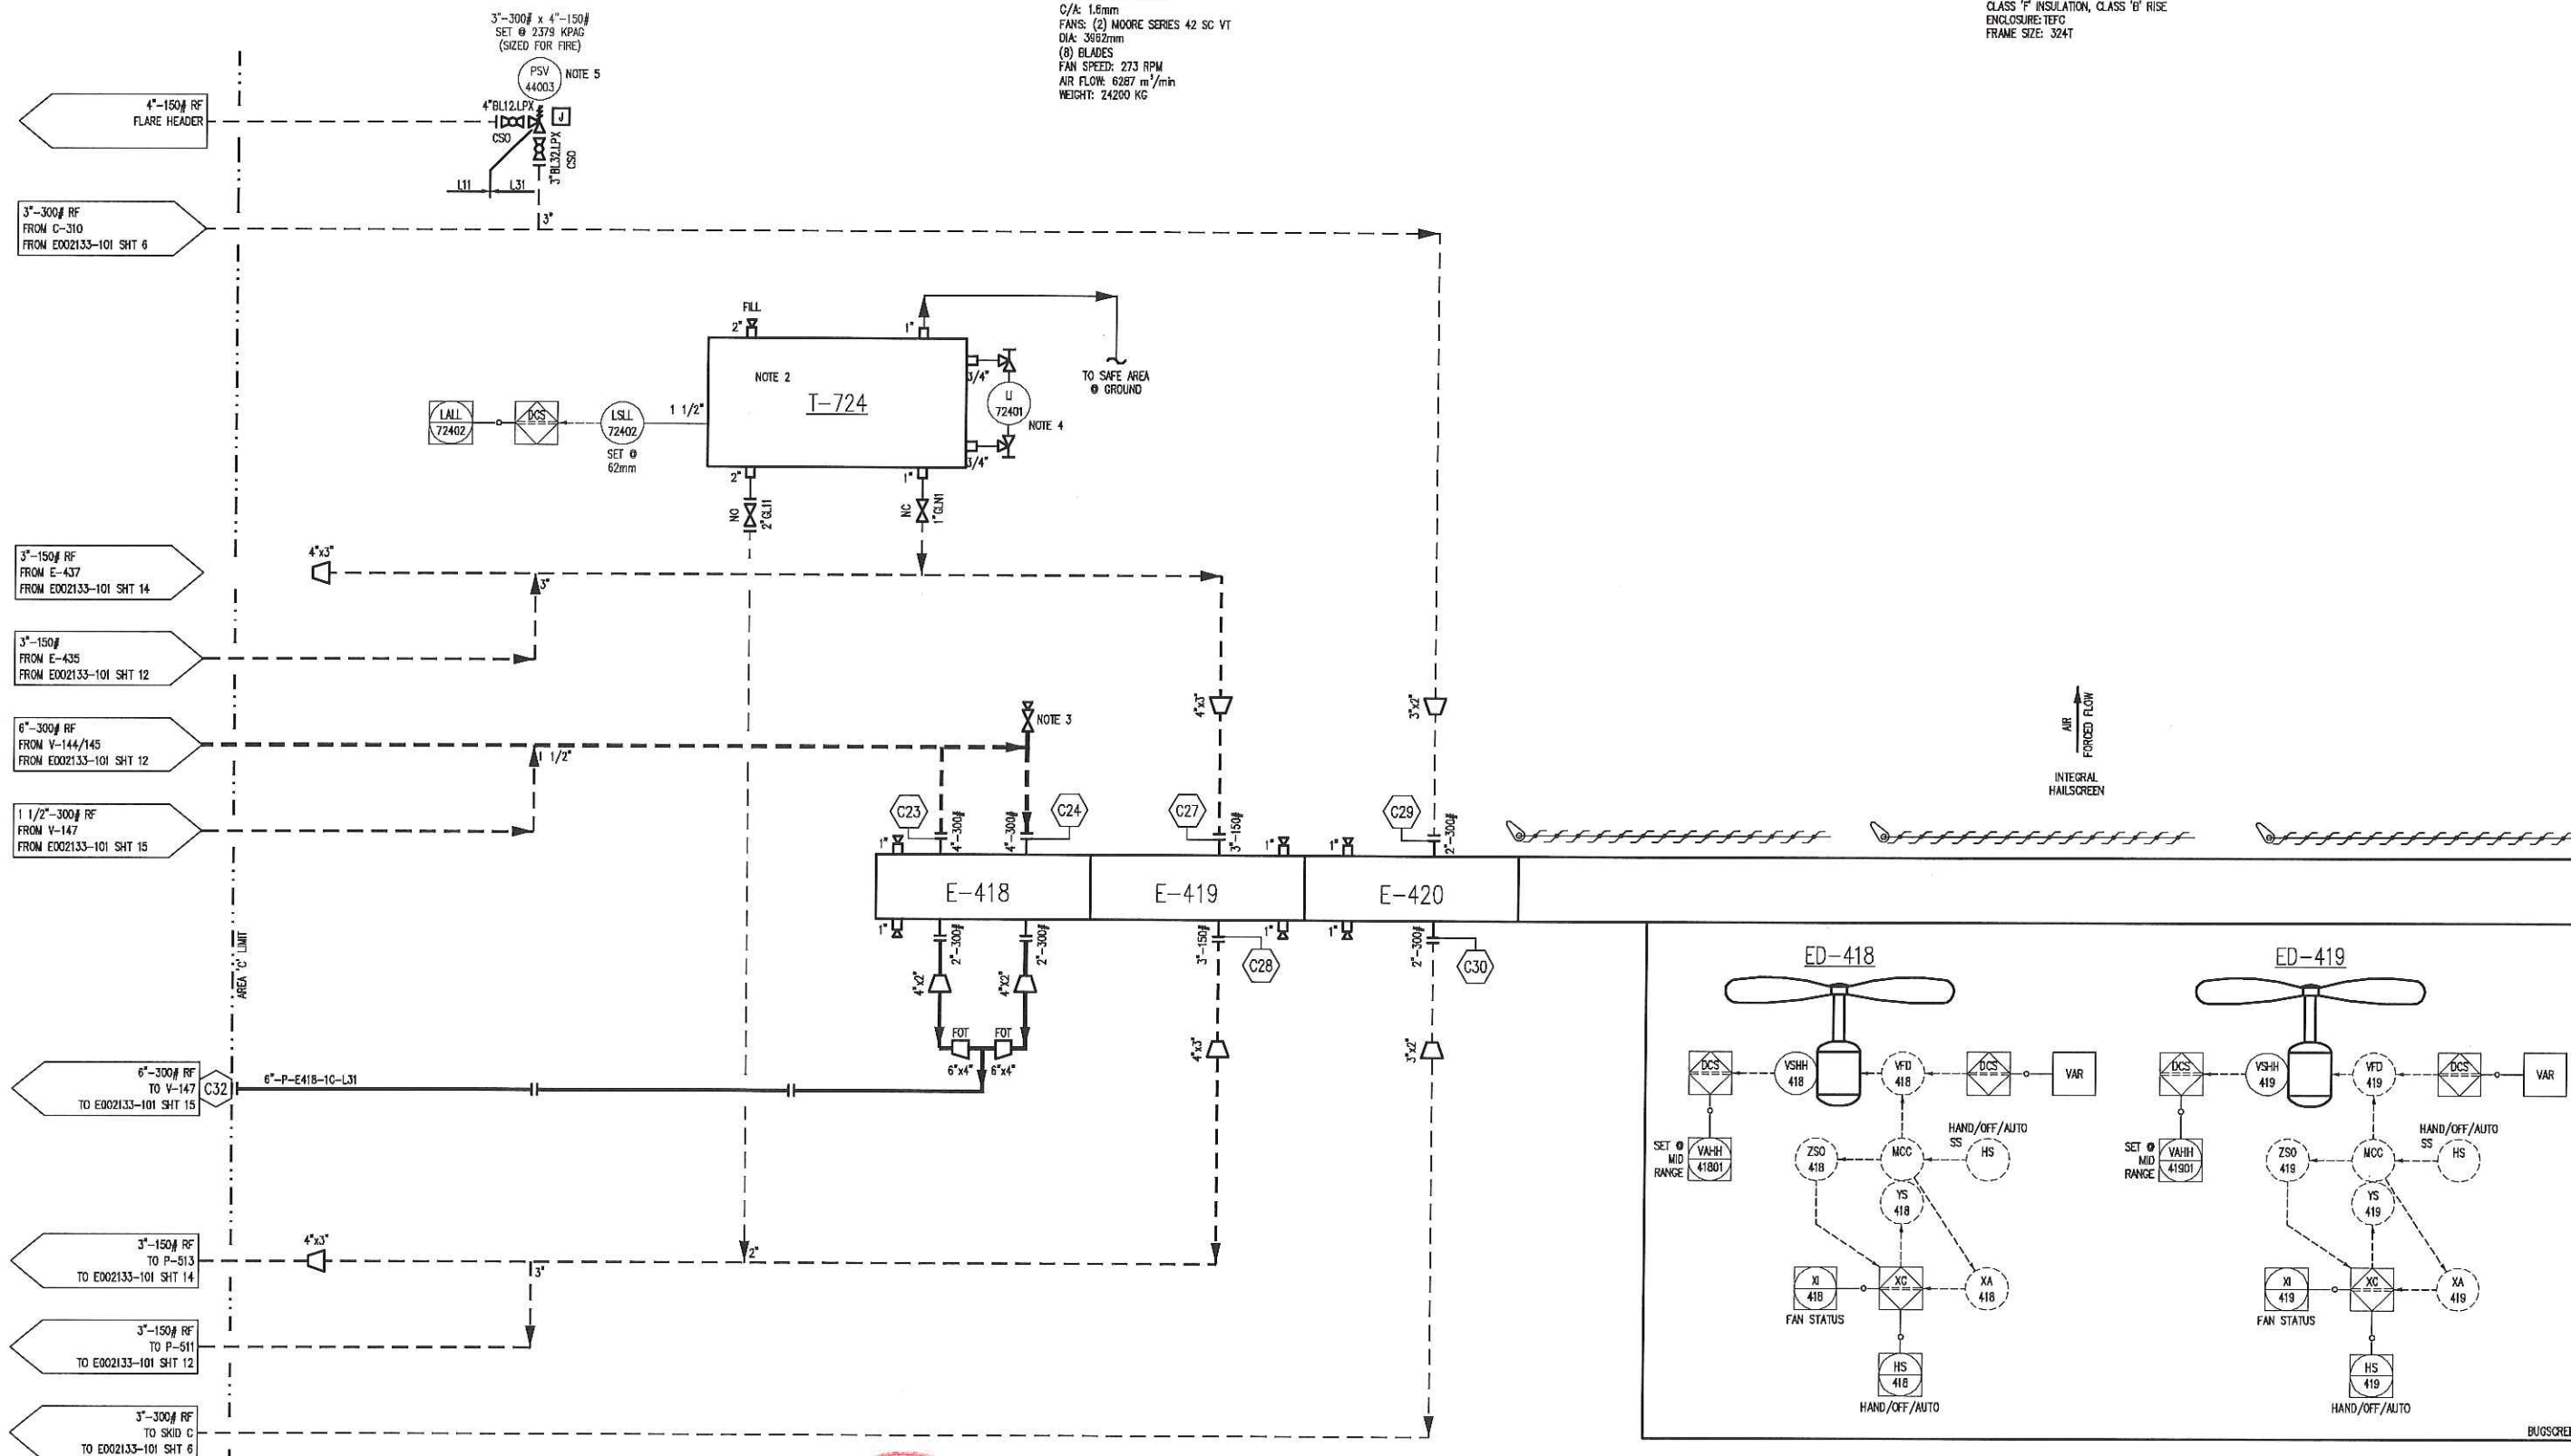 C/A: 1.6mm
FANS: (2) MOORE SERIES 42 SC VT
DIA: 3962mm
(8) BLADES
FAN SPEED: 273 RPM
AIR FLOW: 6287 m³/min
WEIGHT: 24200 KG
CLASS 'F' INSULATION, CLASS 'B' RISE
ENCLOSURE: TEFC
FRAME SIZE: 324T
3"-300# x 4"-150#
SET @ 2379 KPAG
(SIZED FOR FIRE)
PSV
44003
NOTE 5
4"BL12.LPX
J
CSO
3"BL32.LPX
CSO
L11
L31
3"
4"-150# RF
FLARE HEADER
3"-300# RF
FROM C-310
FROM E002133-101 SHT 6
FILL
2"
1"
NOTE 2
T-724
3/4"
LI
72401
NOTE 4
3/4"
TO SAFE AREA
@ GROUND
LALL
72402
DCS
LSLL
72402
SET @
62mm
1 1/2"
2"
1"
NO
2"GL11
NC
1"GLN1
3"-150# RF
FROM E-437
FROM E002133-101 SHT 14
4"x3"
3"
3"-150#
FROM E-435
FROM E002133-101 SHT 12
6"-300# RF
FROM V-144/145
FROM E002133-101 SHT 12
1 1/2"
NOTE 3
4"x3"
3"x2"
1 1/2"-300# RF
FROM V-147
FROM E002133-101 SHT 15
AIR
FORCED FLOW
INTEGRAL
HAILSCREEN
C23
C24
C27
C29
1"
4"-300#
4"-300#
3"-150#
1"
1"
2"-300#
E-418
E-419
E-420
1"
2"-300#
2"-300#
3"-150#
1"
1"
2"-300#
C28
C30
4"x2"
4"x2"
FOT
FOT
6"x4"
6"x4"
4"x3"
3"x2"
AREA 'C' LIMIT
6"-300# RF
TO V-147
TO E002133-101 SHT 15
C32
6"-P-E418-1C-L31
3"-150# RF
TO P-513
TO E002133-101 SHT 14
4"x3"
3"
2"
3"-150# RF
TO P-511
TO E002133-101 SHT 12
3"-300# RF
TO SKID C
TO E002133-101 SHT 6
ED-418
DCS
VSHH
418
VFD
418
DCS
VAR
SET @
MID
RANGE
VAHH
41801
ZSO
418
MCC
HAND/OFF/AUTO
SS
HS
YS
418
XI
418
FAN STATUS
XC
XA
418
HS
418
HAND/OFF/AUTO
ED-419
DCS
VSHH
419
VFD
419
DCS
VAR
SET @
MID
RANGE
VAHH
41901
ZSO
419
MCC
HAND/OFF/AUTO
SS
HS
YS
419
XI
419
FAN STATUS
XC
XA
419
HS
419
HAND/OFF/AUTO